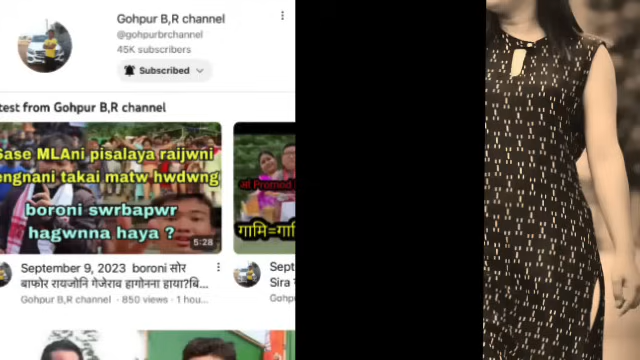 Gohpur B,R channel
@gohpurbrchannel
45K subscribers
Subscribed
test from Gohpur B,R channel
Sase MLAni pisalaya raijwni
engnani takai matw hwdwng
boroni swrbapwr
hagwnna haya ?
5:28
गामि=गा
September 9, 2023 boroni सोर
बाफोर रायजोनि गेजेराव हागोनना हाया?बि...
Gohpur B,R channel · 850 views · 1 hou...
Sept
Sira
Gohp